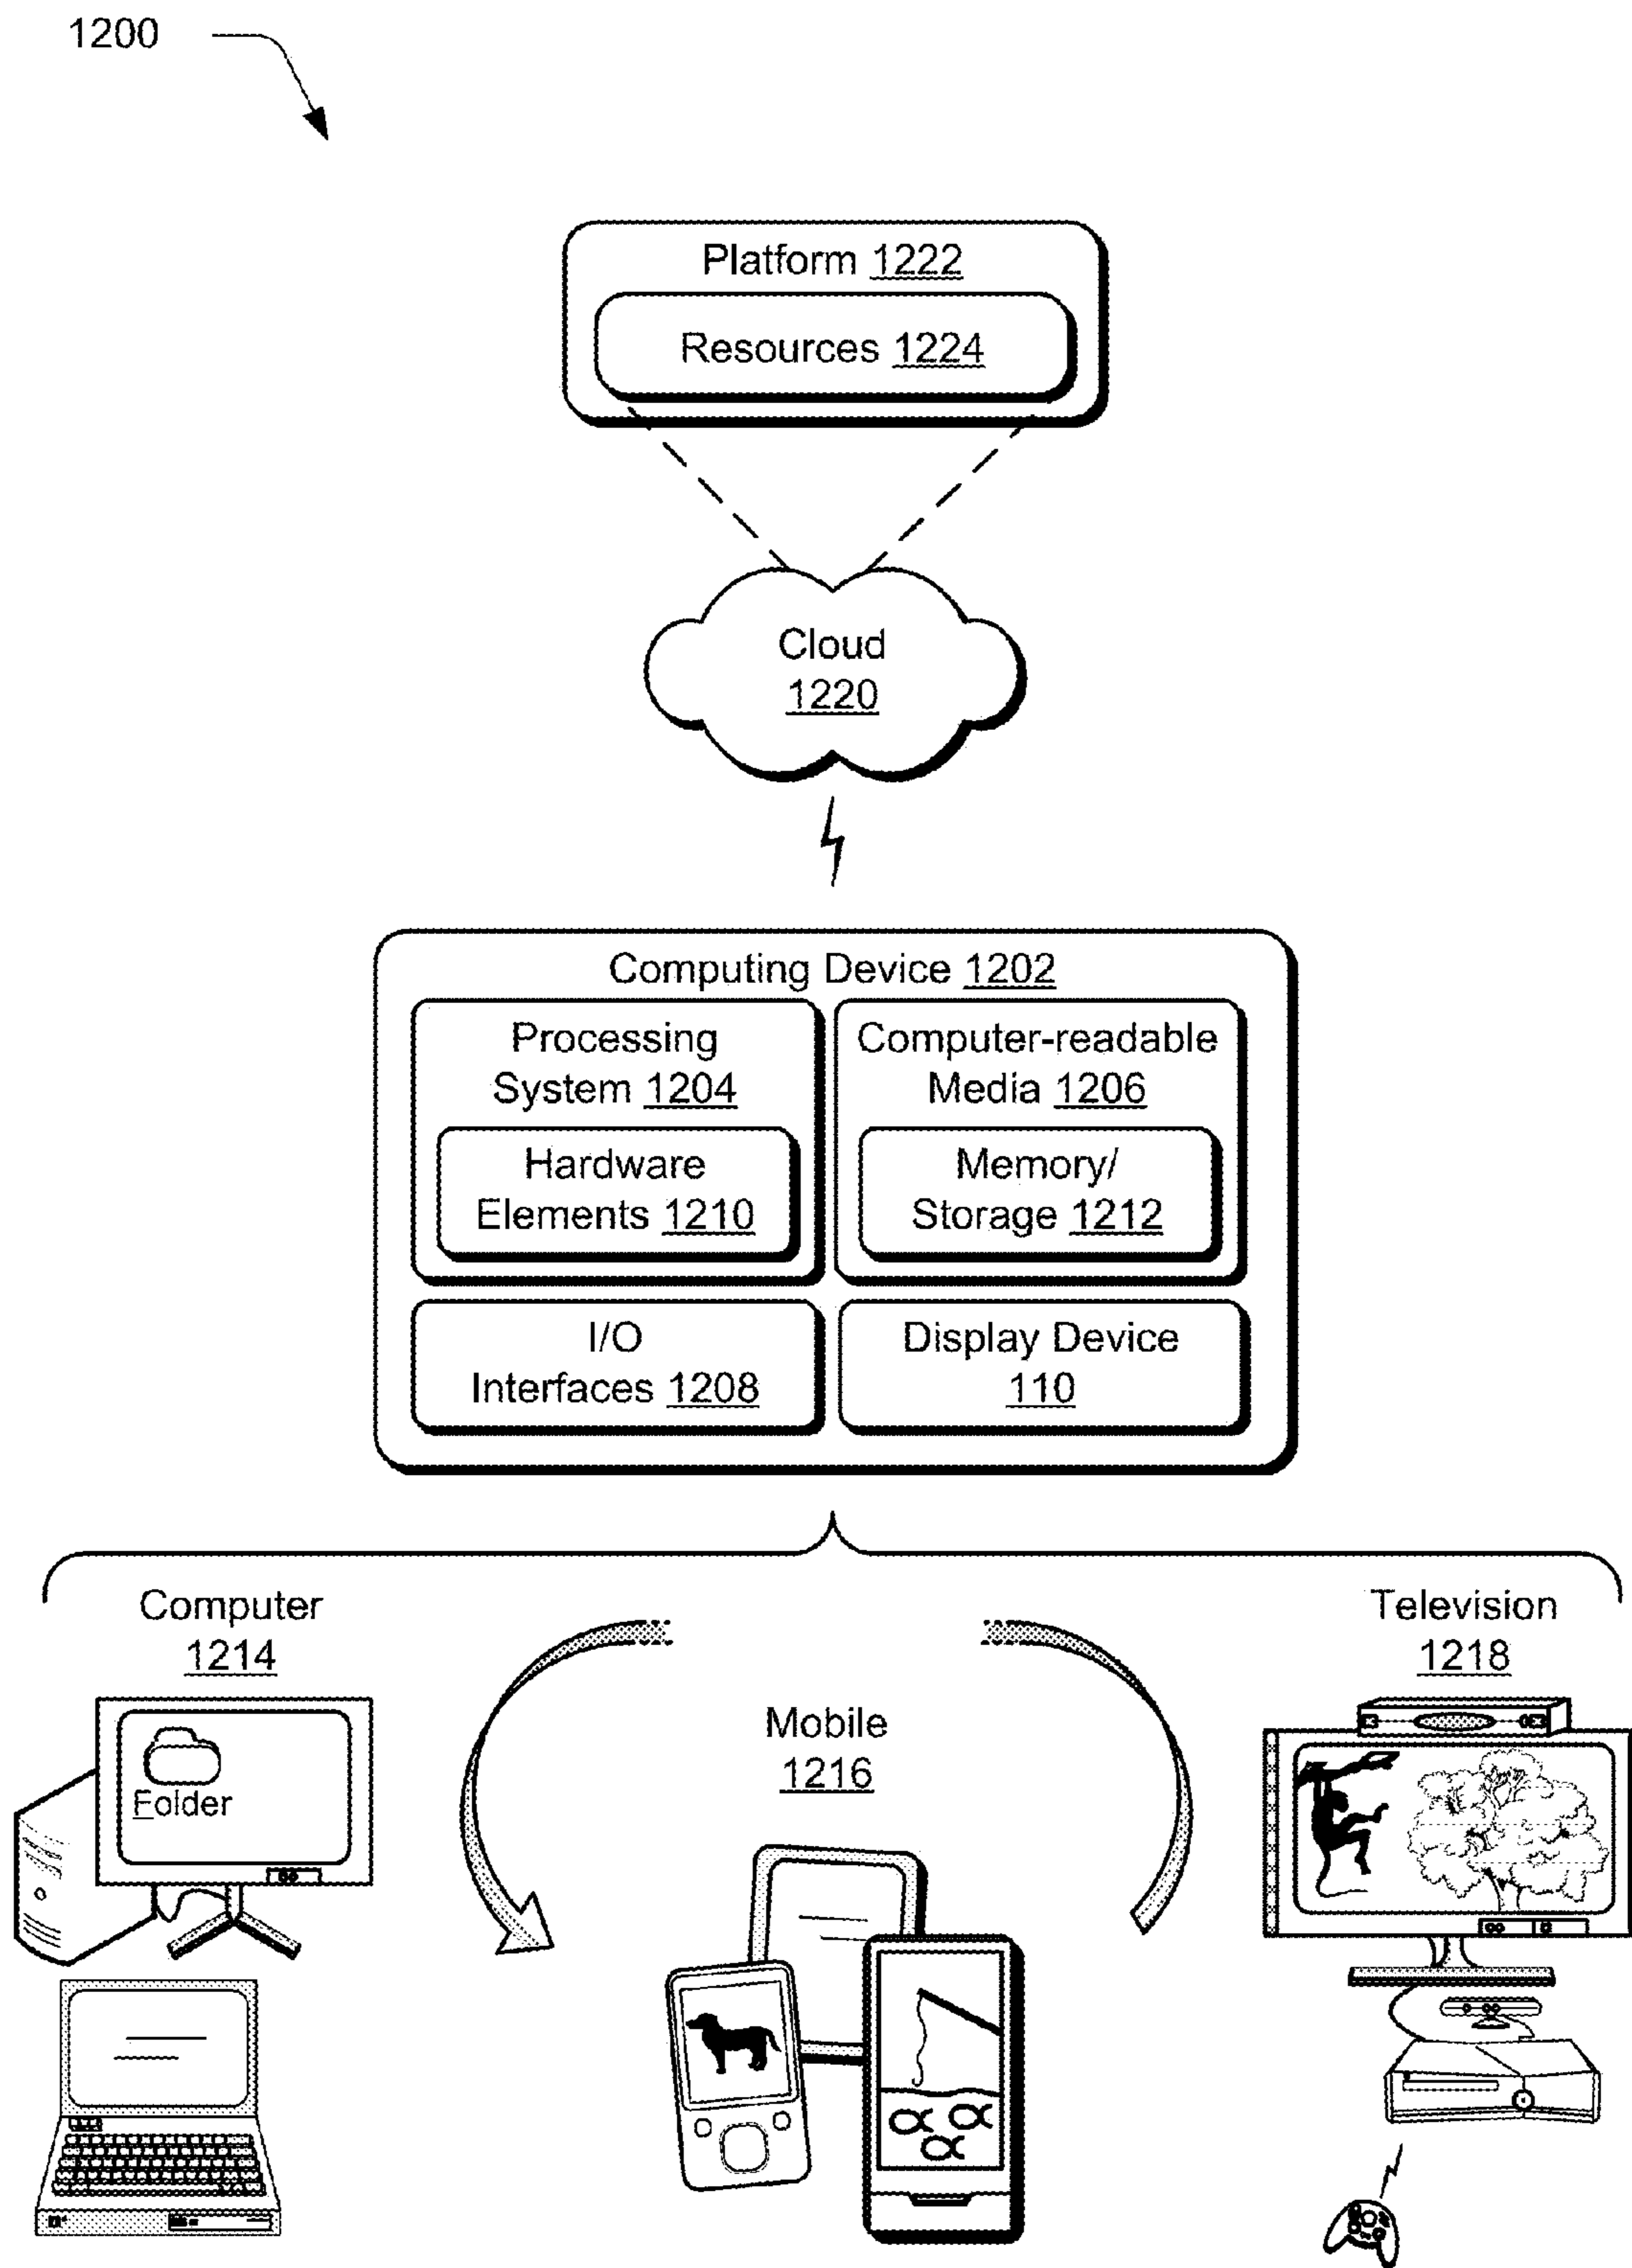 1200
Platform 1222
Resources 1224
Cloud
1220
Computing Device 1202
Processing
System 1204
Hardware
Elements 1210
Computer-readable
Media 1206
Memory/
Storage 1212
I/O
Interfaces 1208
Display Device
110
Computer
1214
Folder
Mobile
1216
Television
1218